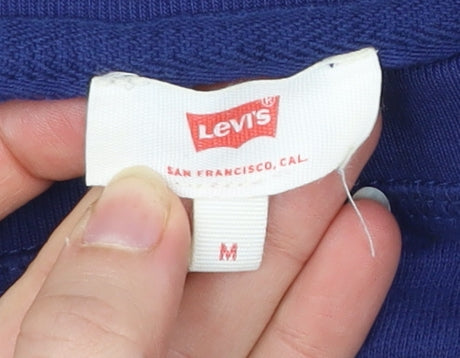 Levi's®
SAN FRANCISCO, CAL.
M